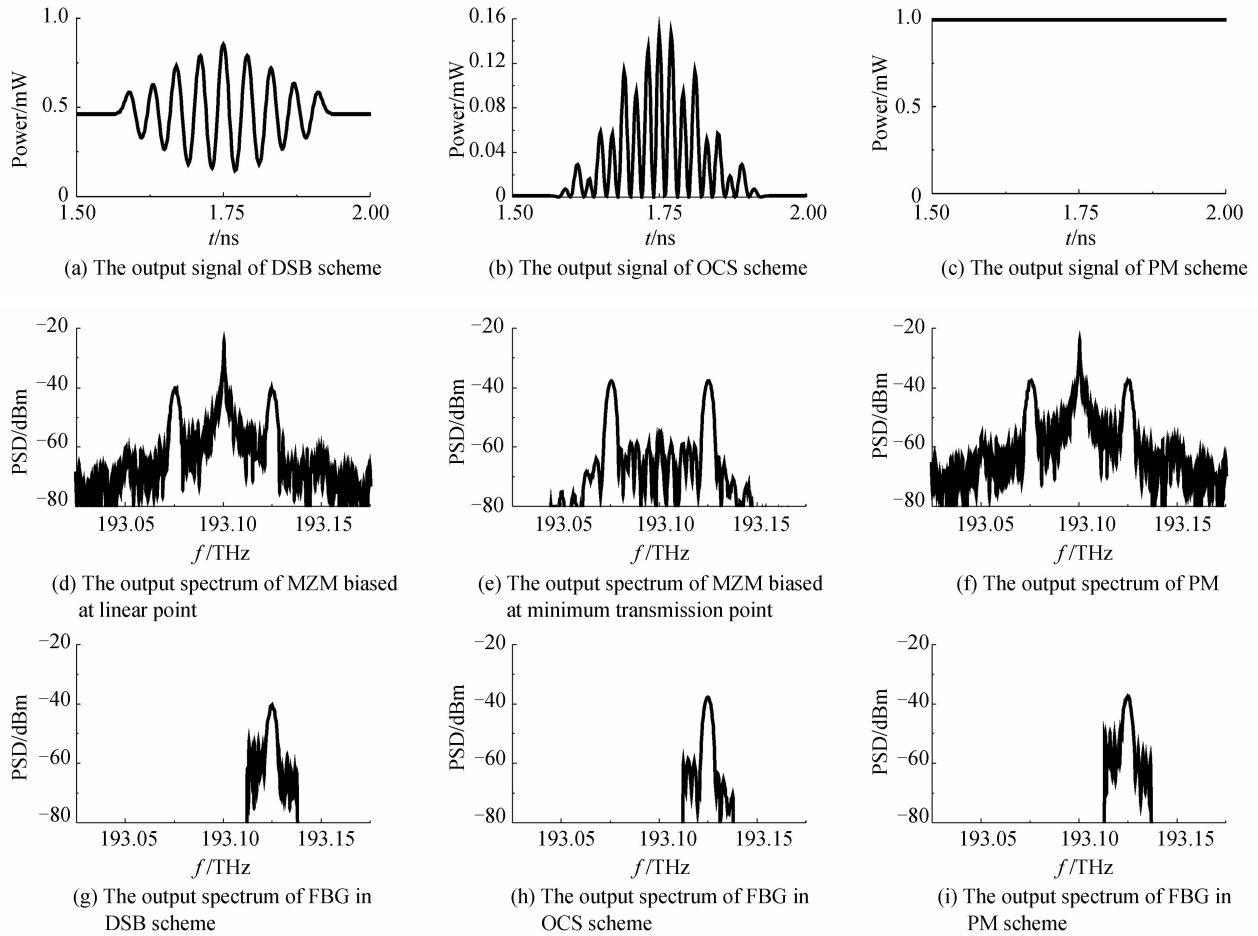 1.0
0.5
0
Power/mW
1.50
1.75
2.00
t/ns
(a) The output signal of DSB scheme
0.16
0.12
0.08
0.04
0
Power/mW
1.50
1.75
2.00
t/ns
(b) The output signal of OCS scheme
1.0
0.5
0
Power/mW
1.50
1.75
2.00
t/ns
(c) The output signal of PM scheme
−20
−40
−60
−80
PSD/dBm
193.05
193.10
193.15
f/THz
(d) The output spectrum of MZM biased
at linear point
−20
−40
−60
−80
PSD/dBm
193.05
193.10
193.15
f/THz
(e) The output spectrum of MZM biased
at minimum transmission point
−20
−40
−60
−80
PSD/dBm
193.05
193.10
193.15
f/THz
(f) The output spectrum of PM
−20
−40
−60
−80
PSD/dBm
193.05
193.10
193.15
f/THz
(g) The output spectrum of FBG in
DSB scheme
−20
−40
−60
−80
PSD/dBm
193.05
193.10
193.15
f/THz
(h) The output spectrum of FBG in
OCS scheme
−20
−40
−60
−80
PSD/dBm
193.05
193.10
193.15
f/THz
(i) The output spectrum of FBG in
PM scheme